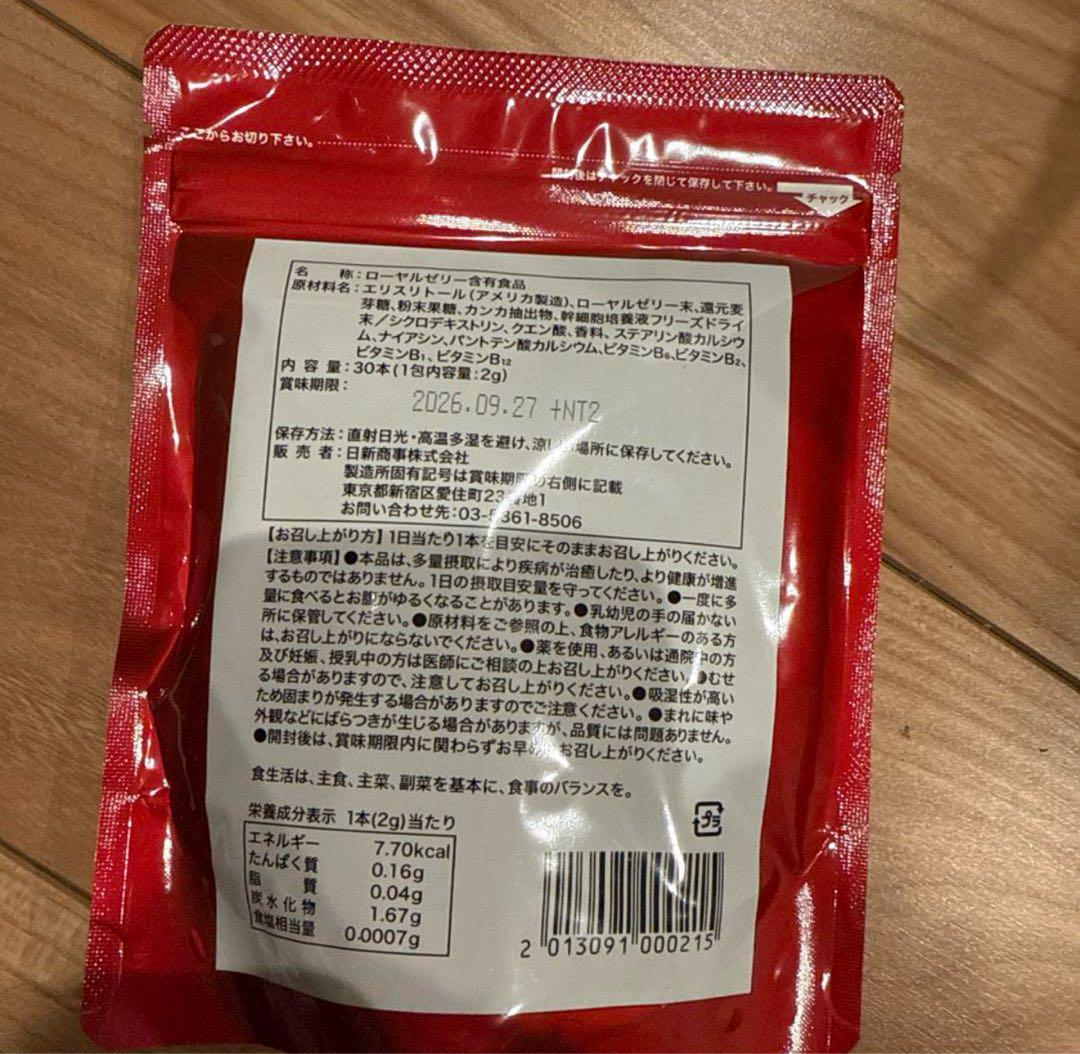 ここからお切り下さい。
開封後はチャックを閉じて保存して下さい。
チャック
名 称:ローヤルゼリー含有食品
原材料名:エリスリトール(アメリカ製造)、ローヤルゼリー末、還元麦
芽糖、粉末果糖、カンカ抽出物、幹細胞培養液フリーズドライ
末/シクロデキストリン、クエン酸、香料、ステアリン酸カルシウ
ム、ナイアシン、パントテン酸カルシウム、ビタミンB₆、ビタミンB₂、
ビタミンB₁、ビタミンB₁₂
内 容 量:30本(1包内容量:2g)
賞味期限:
2026.09.27 +NT2
保存方法:直射日光・高温多湿を避け、涼しい場所に保存してください。
販 売 者:日新商事株式会社
製造所固有記号は賞味期限の右側に記載
東京都新宿区愛住町23番地1
お問い合わせ先:03-5361-8506
【お召し上がり方】1日当たり1本を目安にそのままお召し上がりください。
【注意事項】●本品は、多量摂取により疾病が治癒したり、より健康が増進
するものではありません。1日の摂取目安量を守ってください。●一度に多
量に食べるとお腹がゆるくなることがあります。●乳幼児の手の届かない
所に保管してください。●原材料をご参照の上、食物アレルギーのある方
は、お召し上がりにならないでください。●薬を使用、あるいは通院中の方
及び妊娠、授乳中の方は医師にご相談の上お召し上がりください。●むせ
る場合がありますので、注意してお召し上がりください。●吸湿性が高い
ため固まりが発生する場合がありますのでご注意ください。●まれに味や
外観などにばらつきが生じる場合がありますが、品質には問題ありません。
●開封後は、賞味期限内に関わらずお早めにお召し上がりください。
食生活は、主食、主菜、副菜を基本に、食事のバランスを。
栄養成分表示 1本(2g)当たり
エネルギー 7.70kcal
たんぱく質 0.16g
脂 質 0.04g
炭水化物 1.67g
食塩相当量 0.0007g
プラ
2 013091 000215